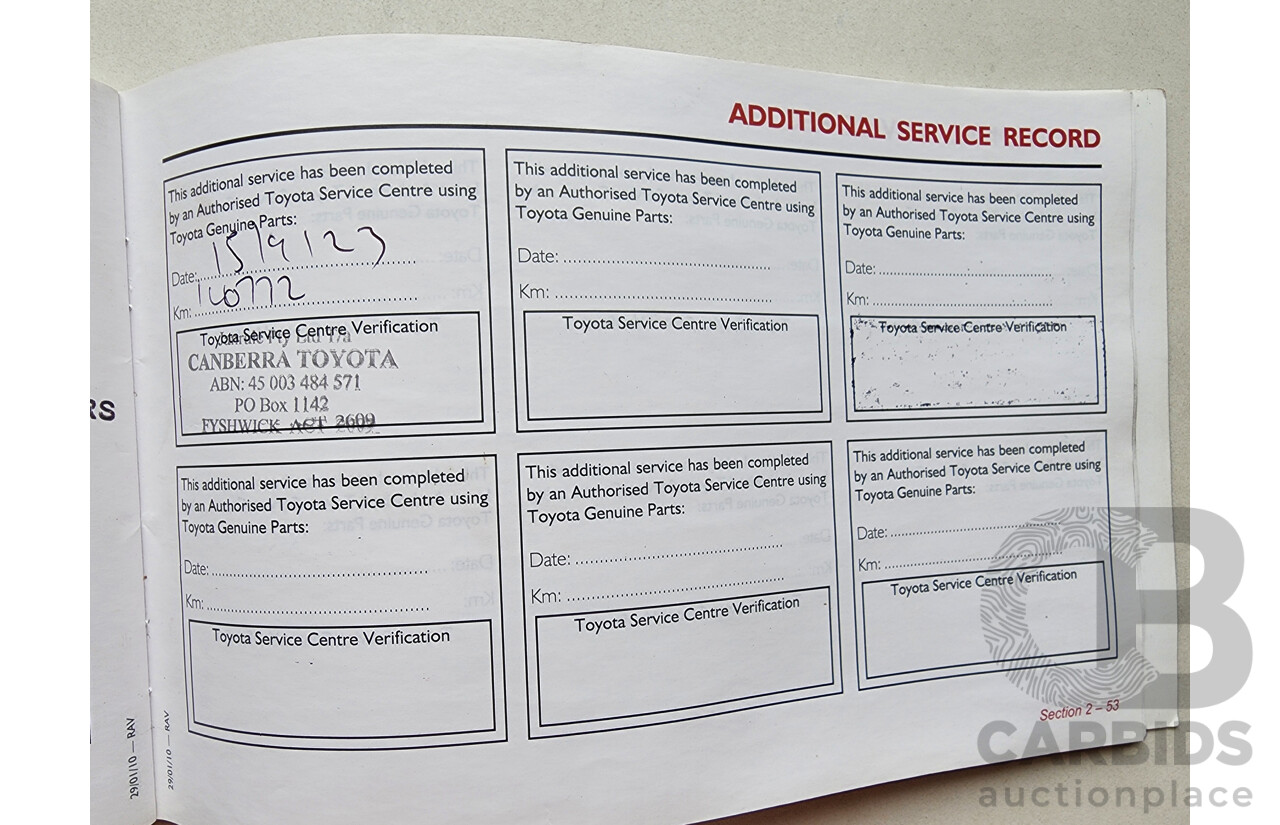 ADDITIONAL SERVICE RECORD
This additional service has been completed
by an Authorised Toyota Service Centre using
Toyota Genuine Parts:
Date: 15/9/23
Km:
Toyota Service Centre Verification
CANBERRA TOYOTA
ABN: 45 003 484 571
PO Box 1142
FYSHWICK ACT 2609
This additional service has been completed
by an Authorised Toyota Service Centre using
Toyota Genuine Parts:
Date:
Km:
Toyota Service Centre Verification
This additional service has been completed
by an Authorised Toyota Service Centre using
Toyota Genuine Parts:
Date:
Km:
Toyota Service Centre Verification
This additional service has been completed
by an Authorised Toyota Service Centre using
Toyota Genuine Parts:
Date:
Km:
Toyota Service Centre Verification
This additional service has been completed
by an Authorised Toyota Service Centre using
Toyota Genuine Parts:
Date:
Km:
Toyota Service Centre Verification
This additional service has been completed
by an Authorised Toyota Service Centre using
Toyota Genuine Parts:
Date:
Km:
Toyota Service Centre Verification
Section 2 – 53
RS
29/01/10 — RAV
29/01/10 — RAV
CB
CARBIDS
auctionplace